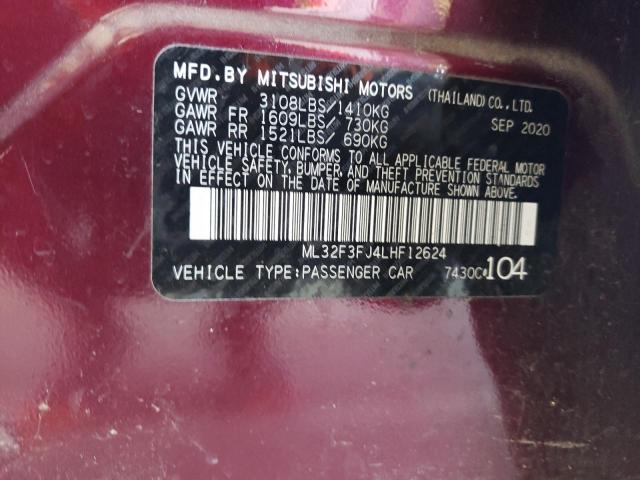 MFD.BY MITSUBISHI MOTORS (THAILAND) CO., LTD.
GVWR 3108LBS/1410KG SEP 2020
GAWR FR 1609LBS/ 730KG
GAWR RR 1521LBS/ 690KG
THIS VEHICLE CONFORMS TO ALL APPLICABLE FEDERAL MOTOR
VEHICLE SAFETY, BUMPER, AND THEFT PREVENTION STANDARDS
IN EFFECT ON THE DATE OF MANUFACTURE SHOWN ABOVE.
ML32F3FJ4LHF12624
VEHICLE TYPE:PASSENGER CAR 7430C 104